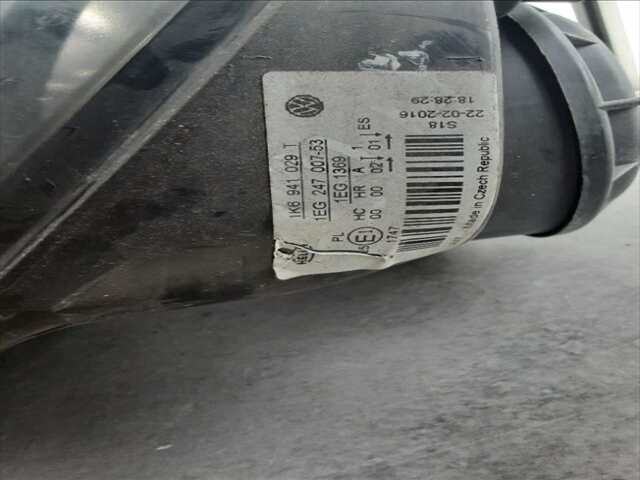 1K6 941 029 T
1EG 247 007-63
1EG 1369
HC HR A 1 ES
00 00 02 01
PL
E1
1747
Made in Czech Republic
S18
22-02-2016
18:28:29